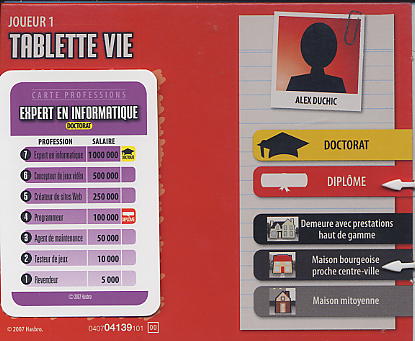 JOUEUR 1
TABLETTE VIE
CARTE PROFESSIONS
EXPERT EN INFORMATIQUE
DOCTORAT
PROFESSION SALAIRE
7 Expert en informatique 1 000 000
6 Concepteur de jeux vidéo 500 000
5 Créateur de sites Web 250 000
4 Programmeur 100 000
3 Agent de maintenance 50 000
2 Testeur de jeux 10 000
1 Revendeur 5 000
© 2007 Hasbro
© 2007 Hasbro.
040704139101 00
ALEX DUCHIC
DOCTORAT
DIPLÔME
Demeure avec prestations
haut de gamme
Maison bourgeoise
proche centre-ville
Maison mitoyenne